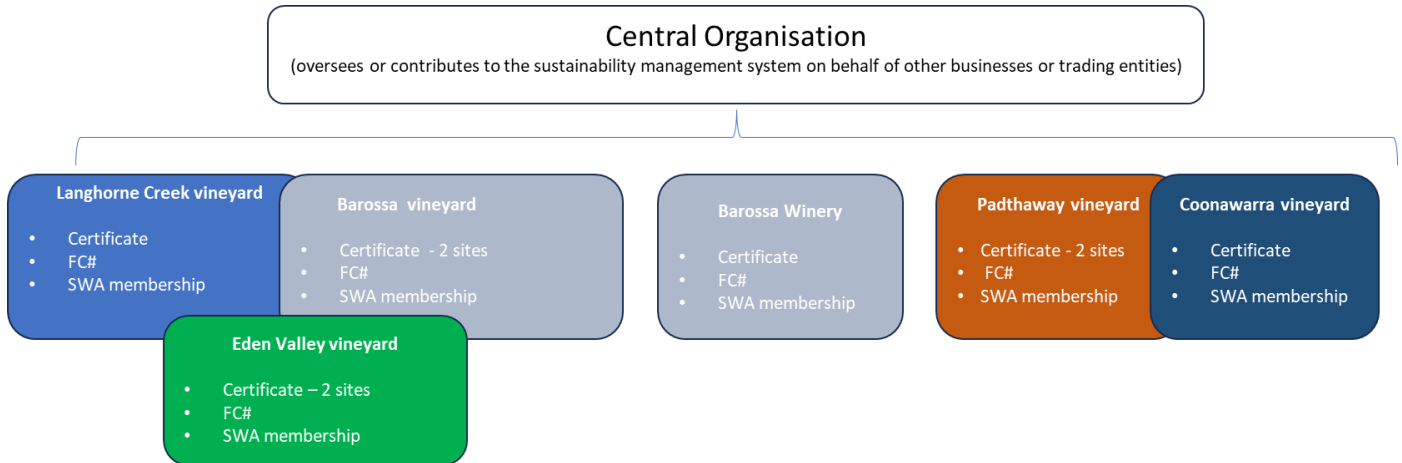 Central Organisation
(oversees or contributes to the sustainability management system on behalf of other businesses or trading entities)
Langhorne Creek vineyard
• Certificate
• FC#
• SWA membership
Barossa vineyard
• Certificate - 2 sites
• FC#
• SWA membership
Eden Valley vineyard
• Certificate – 2 sites
• FC#
• SWA membership
Barossa Winery
• Certificate
• FC#
• SWA membership
Padthaway vineyard
• Certificate - 2 sites
• FC#
• SWA membership
Coonawarra vineyard
• Certificate
• FC#
• SWA membership